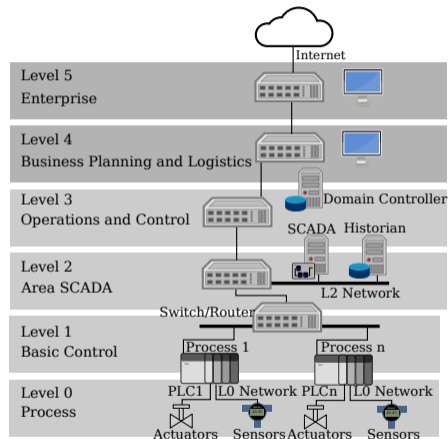 Internet
Level 5
Enterprise
Level 4
Business Planning and Logistics
Level 3
Domain Controller
Operations and Control
SCADA Historian
Level 2
Area SCADA
L2 Network
Switch/Router
Level 1
Basic Control
Process 1
Process n
Level 0
Process
PLC1
L0 Network
PLCn
L0 Network
Actuators
Sensors
Actuators
Sensors